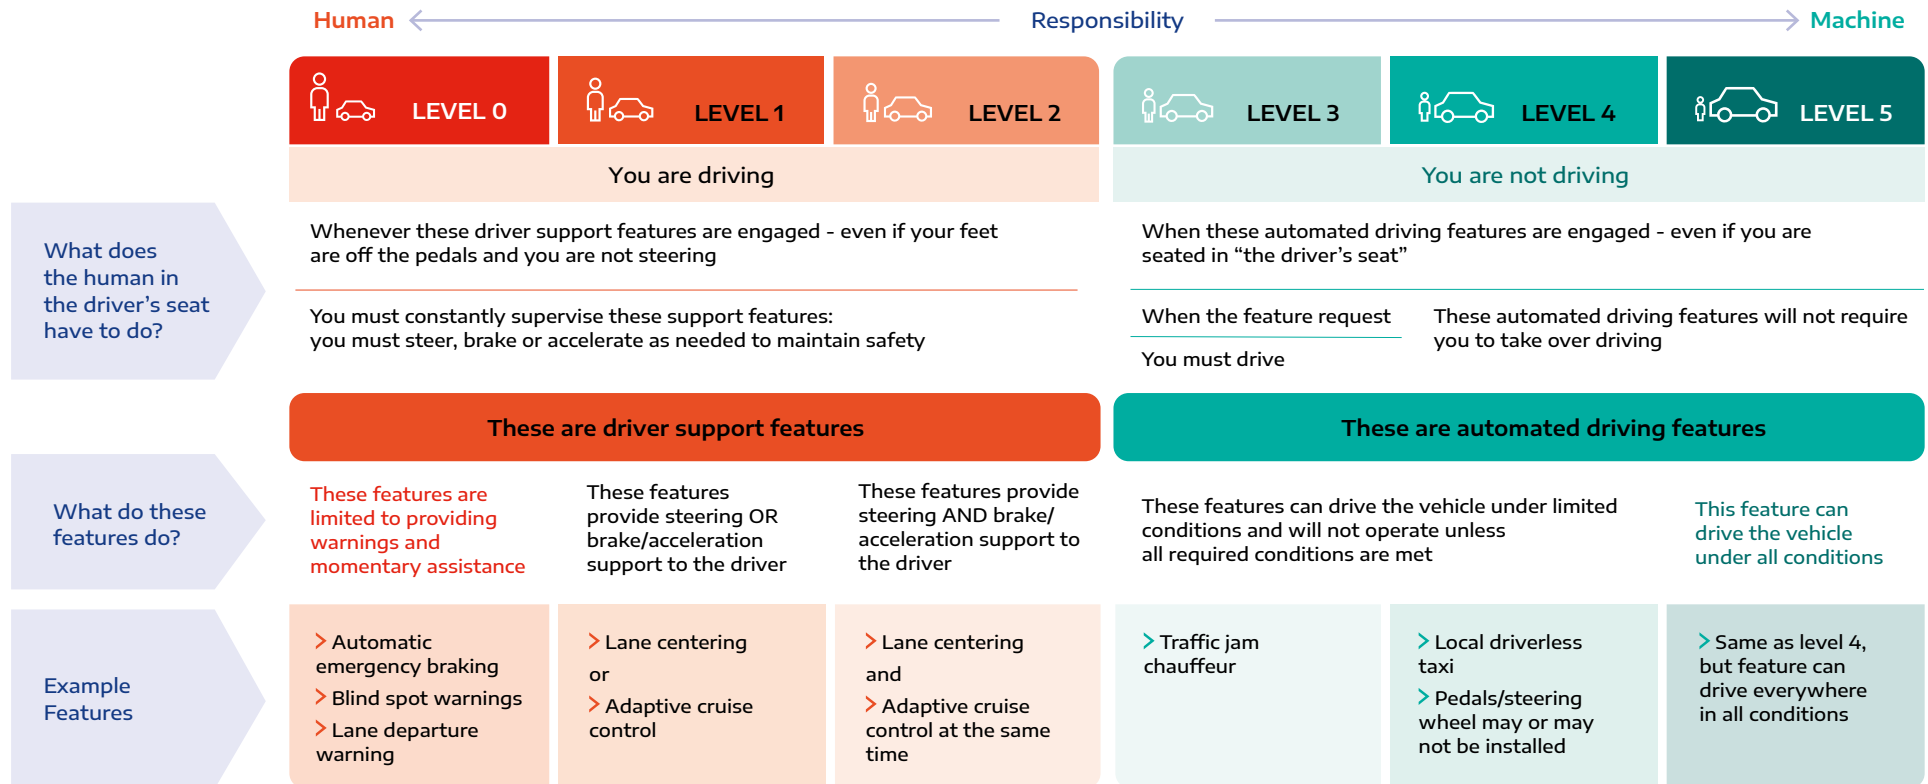 Human Responsibility Machine
LEVEL 0 LEVEL 1 LEVEL 2 LEVEL 3 LEVEL 4 LEVEL 5
You are driving
You are not driving
What does
the human in
the driver's seat
have to do?
Whenever these driver support features are engaged - even if your feet
are off the pedals and you are not steering
You must constantly supervise these support features:
you must steer, brake or accelerate as needed to maintain safety
When these automated driving features are engaged - even if you are
seated in “the driver's seat”
When the feature request
You must drive
These automated driving features will not require
you to take over driving
These are driver support features
These are automated driving features
What do these
features do?
These features are
limited to providing
warnings and
momentary assistance
These features
provide steering OR
brake/acceleration
support to the driver
These features provide
steering AND brake/
acceleration support to
the driver
These features can drive the vehicle under limited
conditions and will not operate unless
all required conditions are met
This feature can
drive the vehicle
under all conditions
Example
Features
> Automatic
emergency braking
> Blind spot warnings
> Lane departure
warning
> Lane centering
or
> Adaptive cruise
control
> Lane centering
and
> Adaptive cruise
control at the same
time
> Traffic jam
chauffeur
> Local driverless
taxi
> Pedals/steering
wheel may or may
not be installed
> Same as level 4,
but feature can
drive everywhere
in all conditions